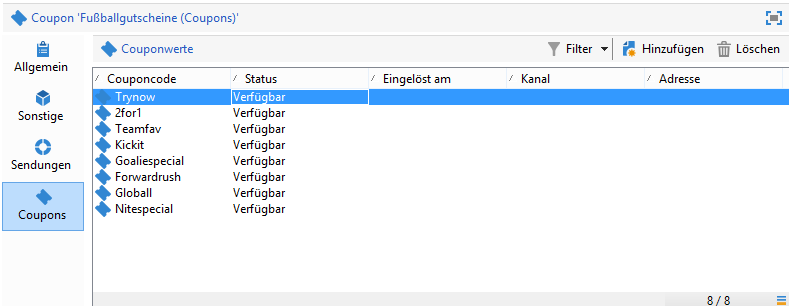 Coupon 'Fußballgutscheine (Coupons)'
Allgemein
Sonstige
Sendungen
Coupons
Couponwerte
Filter Hinzufügen Löschen
Couponcode Status Eingelöst am Kanal Adresse
Trynow Verfügbar
2for1 Verfügbar
Teamfav Verfügbar
Kickit Verfügbar
Goaliespecial Verfügbar
Forwardrush Verfügbar
Globall Verfügbar
Nitespecial Verfügbar
8 / 8